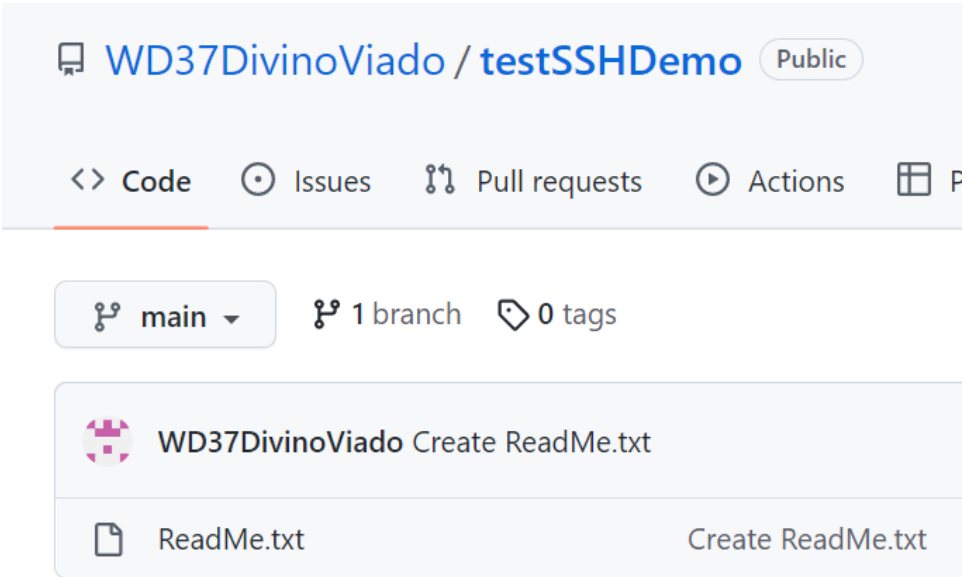 WD37DivinoViado / testSSHDemo Public
Code Issues Pull requests Actions P
main 1 branch 0 tags
WD37DivinoViado Create ReadMe.txt
ReadMe.txt Create ReadMe.txt